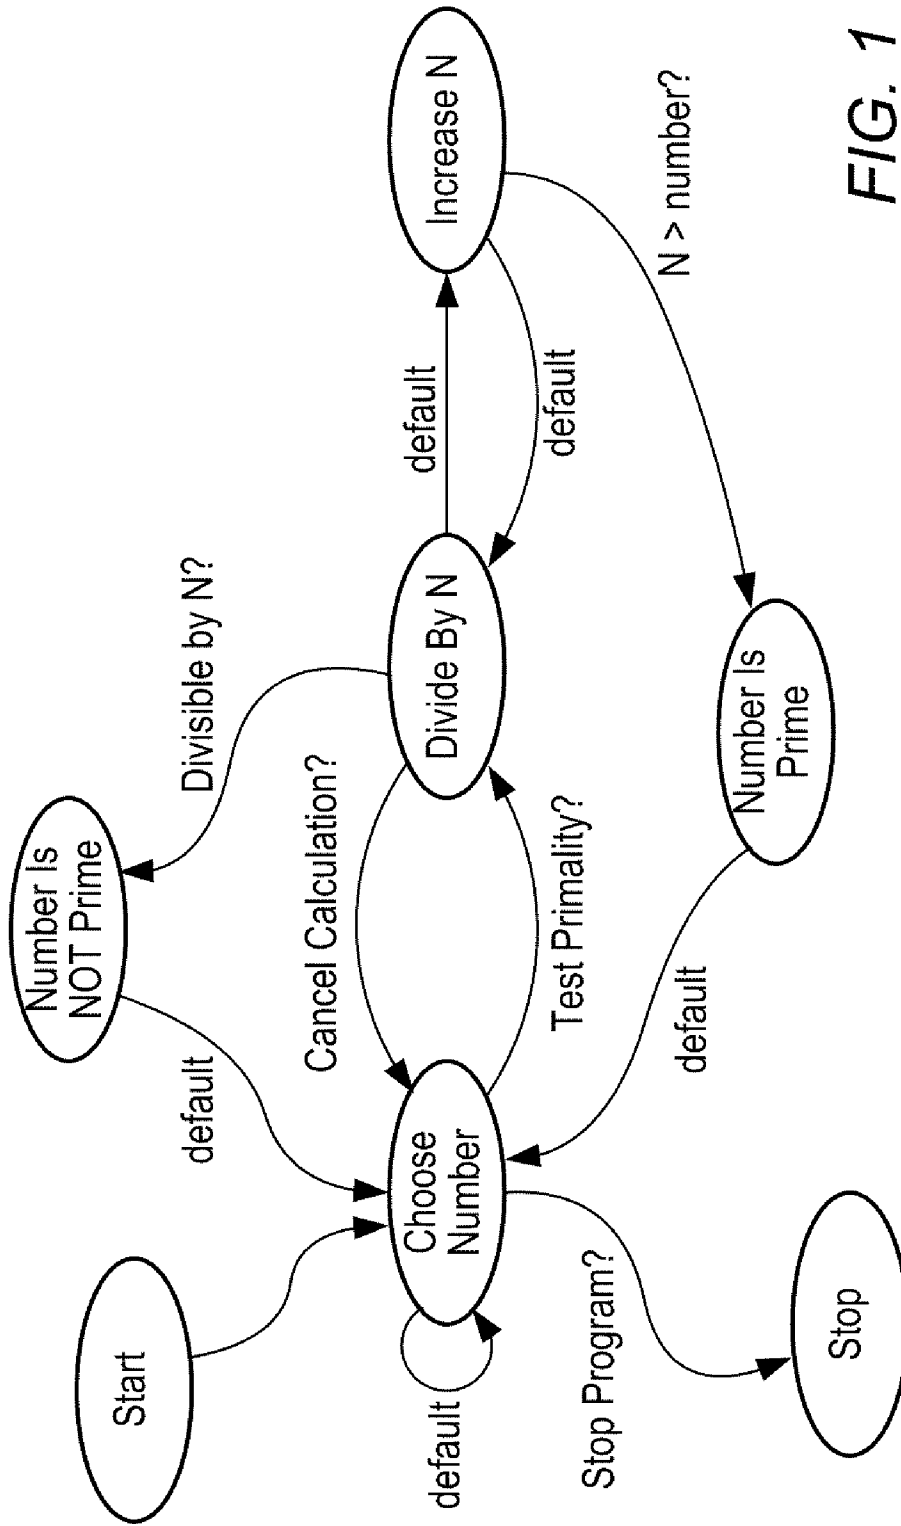 Start
Number Is
NOT Prime
Divisible by N?
default
Cancel Calculation?
default
Choose
Number
Divide By N
default
Increase N
Test Primality?
default
Stop Program?
default
N > number?
Number Is
Prime
Stop
FIG. 1